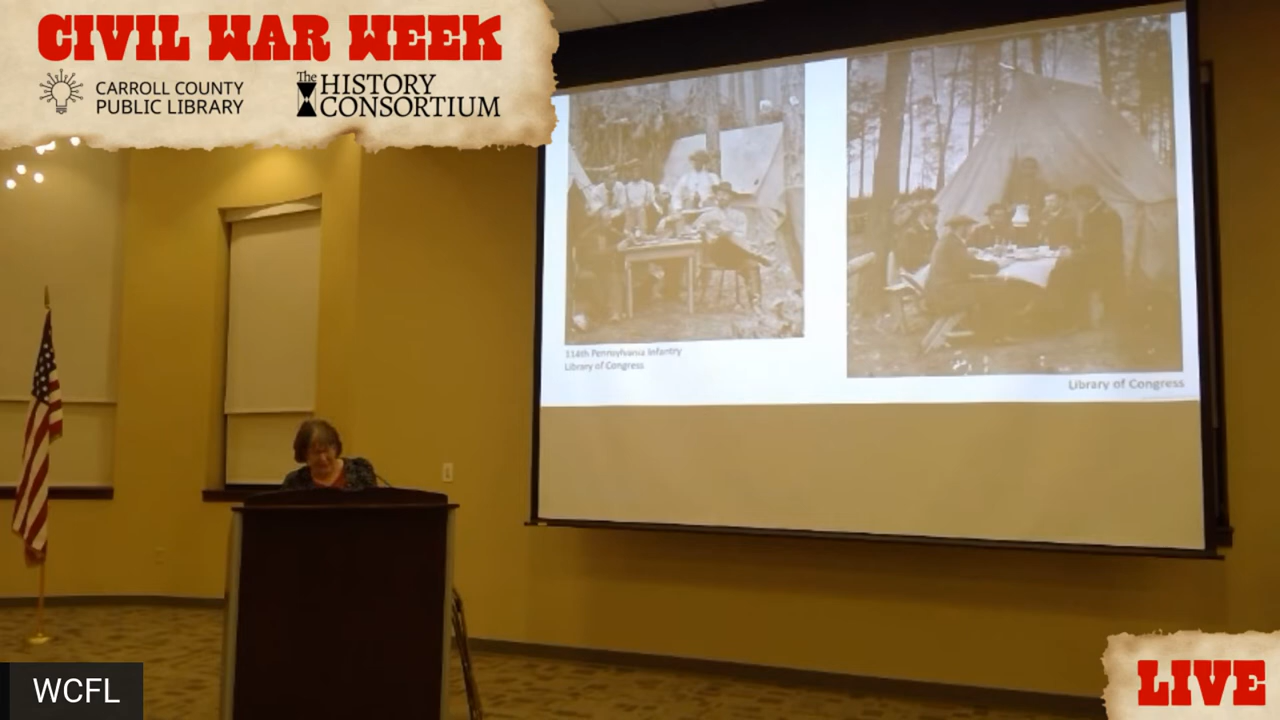 CIVIL WAR WEEK
CARROLL COUNTY
PUBLIC LIBRARY
The HISTORY
CONSORTIUM
114th Pennsylvania Infantry
Library of Congress
Library of Congress
WCFL
LIVE